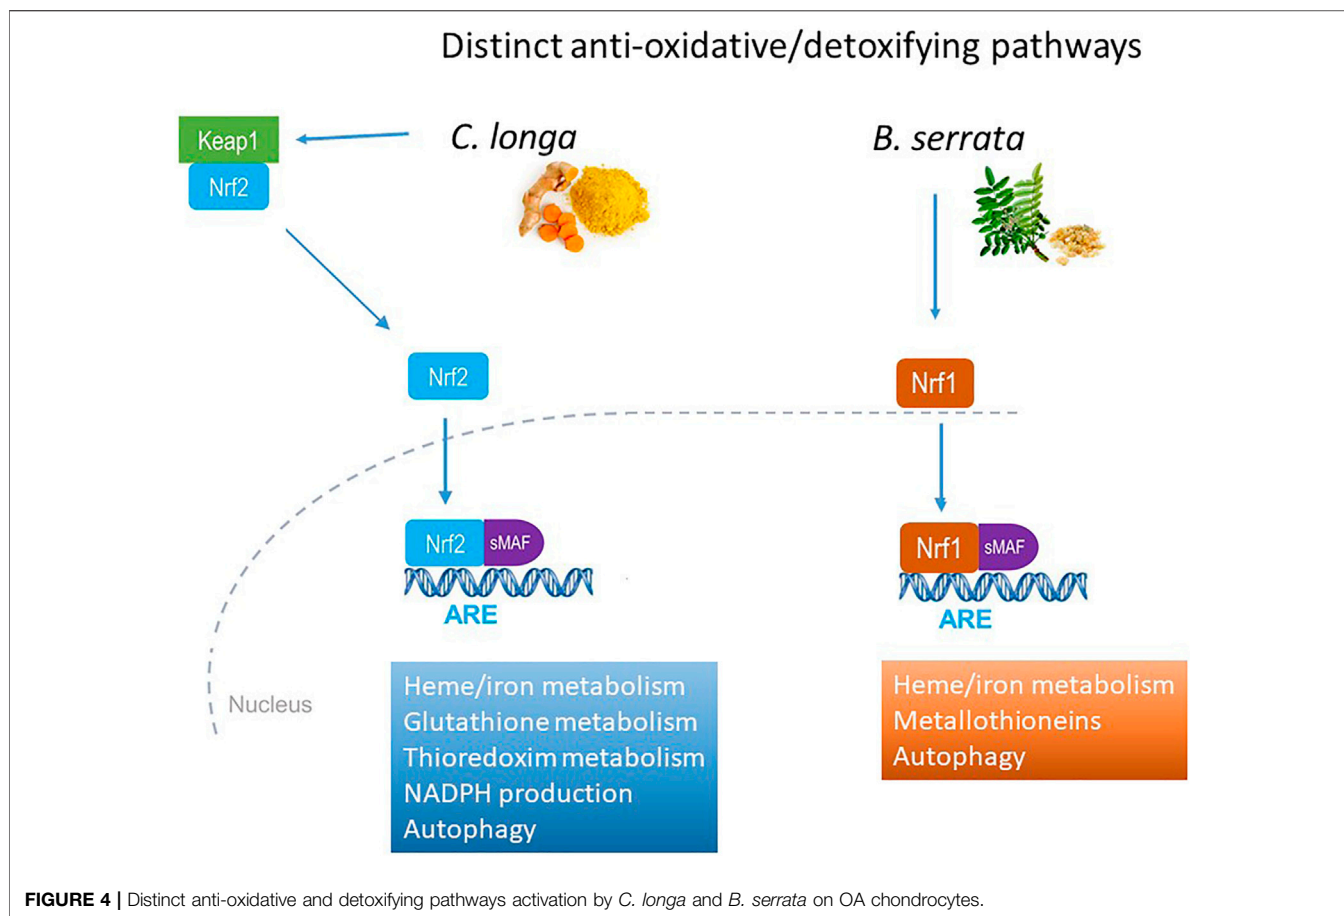 Distinct anti-oxidative/detoxifying pathways
Keap1
Nrf2
C. longa
B. serrata
Nrf2
Nrf1
Nrf2
sMAF
ARE
Nrf1
sMAF
ARE
Nucleus
Heme/iron metabolism
Glutathione metabolism
Thioredoxim metabolism
NADPH production
Autophagy
Heme/iron metabolism
Metallothioneins
Autophagy
FIGURE 4 | Distinct anti-oxidative and detoxifying pathways activation by C. longa and B. serrata on OA chondrocytes.